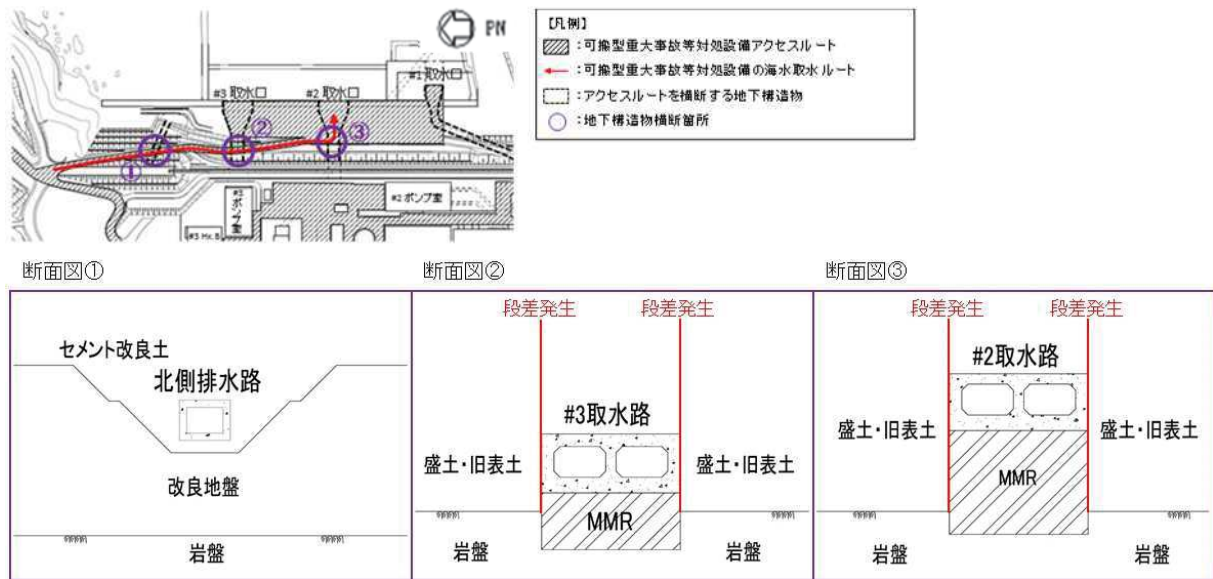 PN
【凡例】
：可搬型重大事故等対処設備アクセスルート
：可搬型重大事故等対処設備の海水取水ルート
：アクセスルートを横断する地下構造物
：地下構造物横断箇所
#1 取水口
#3 取水口
#2 取水口
②
③
①
#3 ポンプ室
#2 ポンプ室
断面図①
断面図②
断面図③
セメント改良土
北側排水路
改良地盤
岩盤
段差発生
段差発生
#3取水路
盛土・旧表土
盛土・旧表土
MMR
岩盤
岩盤
段差発生
段差発生
#2取水路
盛土・旧表土
盛土・旧表土
MMR
岩盤
岩盤